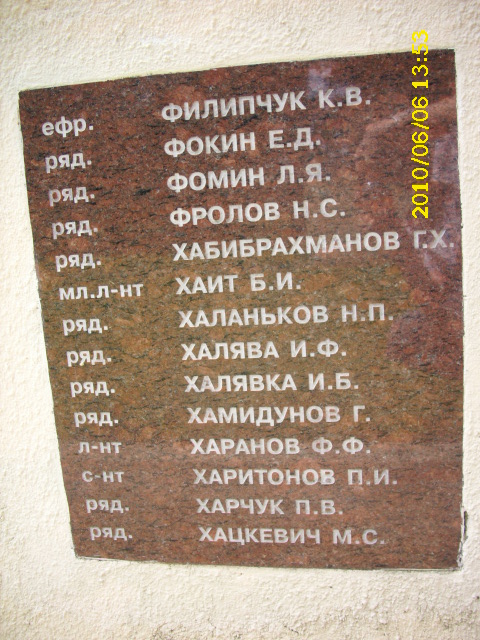 ефр. ФИЛИПЧУК К.В.
ряд. ФОКИН Е.Д.
ряд. ФОМИН Л.Я.
ряд. ФРОЛОВ Н.С.
ряд. ХАБИБРАХМАНОВ Г.Х.
мл.л-нт ХАИТ Б.И.
ряд. ХАЛАНЬКОВ Н.П.
ряд. ХАЛЯВА И.Ф.
ряд. ХАЛЯВКА И.Б.
ряд. ХАМИДУНОВ Г.
л-нт ХАРАНОВ Ф.Ф.
с-нт ХАРИТОНОВ П.И.
ряд. ХАРЧУК П.В.
ряд. ХАЦКЕВИЧ М.С.
2010/06/06 13:53